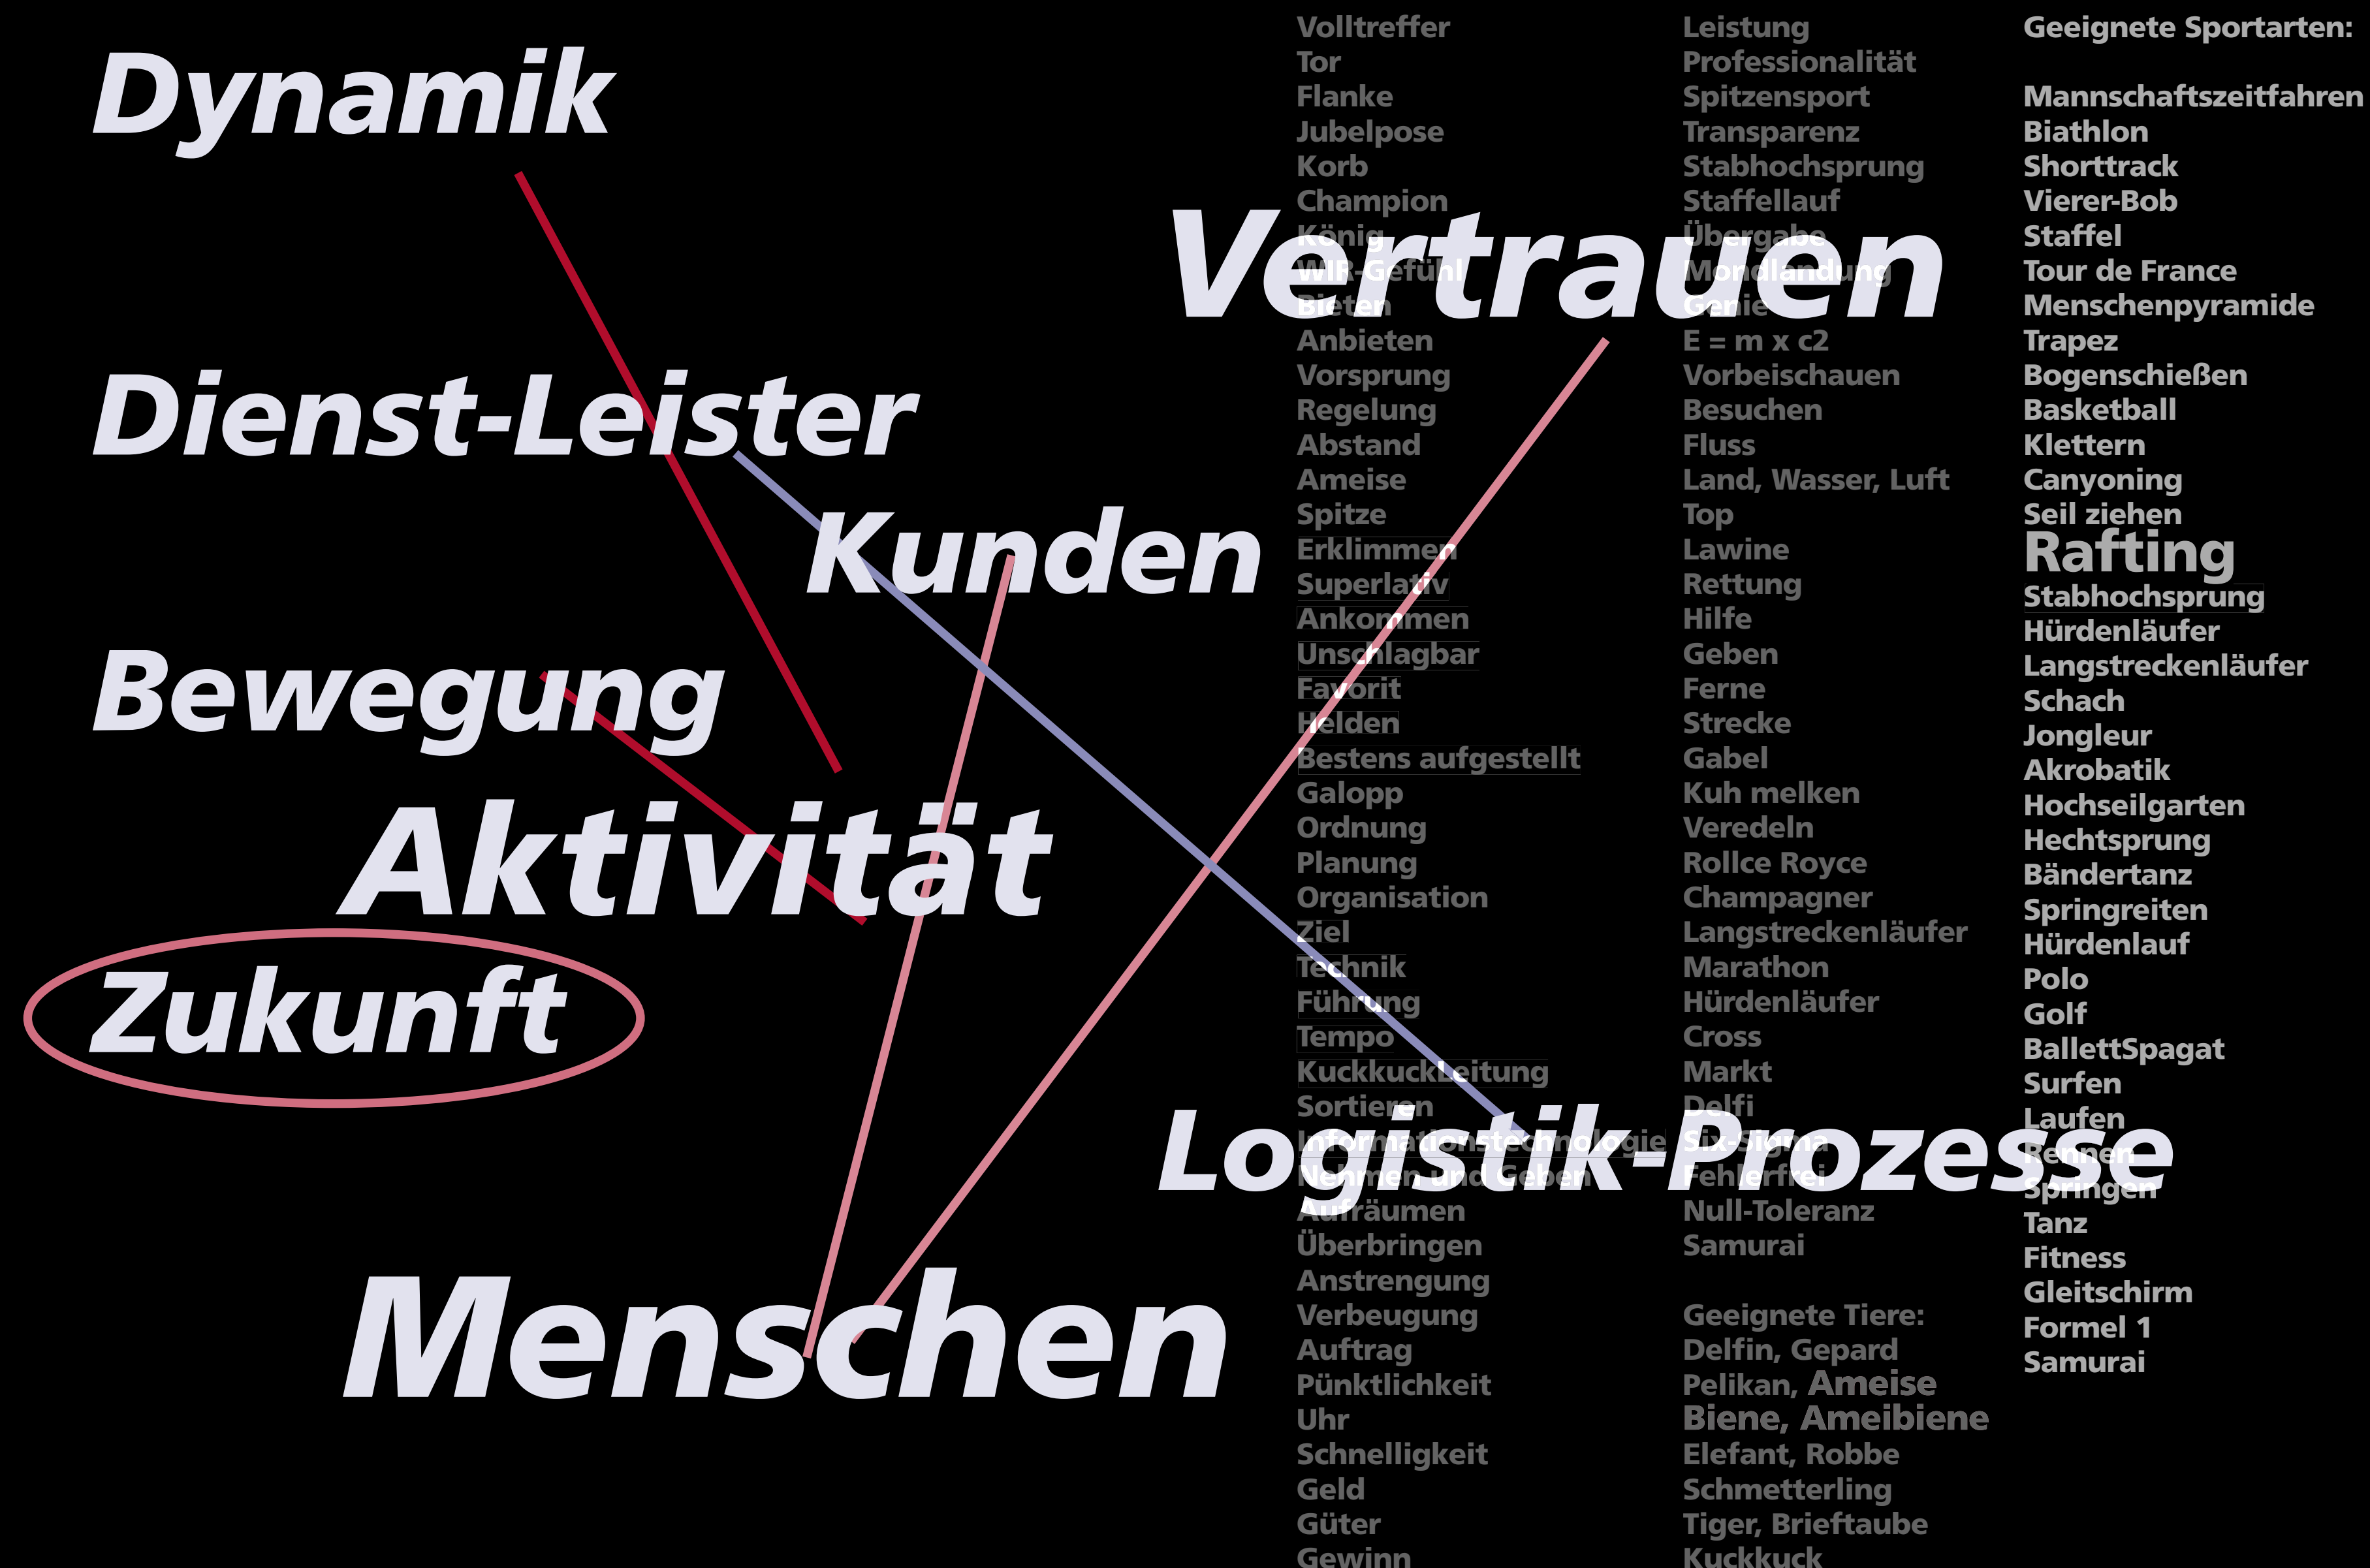 Dynamik
Dienst-Leister
Kunden
Bewegung
Aktivität
Zukunft
Menschen
Vertrauen
Logistik-Prozesse
Volltreffer
Tor
Flanke
Jubelpose
Korb
Champion
König
WIR-Gefühl
Bieten
Anbieten
Vorsprung
Regelung
Abstand
Ameise
Spitze
Erklimmen
Superlativ
Ankommen
Unschlagbar
Favorit
Helden
Bestens aufgestellt
Galopp
Ordnung
Planung
Organisation
Ziel
Technik
Führung
Tempo
KuckkuckLeitung
Sortieren
Informationstechnologie
Nehmen und Geben
Aufräumen
Überbringen
Anstrengung
Verbeugung
Auftrag
Pünktlichkeit
Uhr
Schnelligkeit
Geld
Güter
Gewinn
Leistung
Professionalität
Spitzensport
Transparenz
Stabhochsprung
Staffellauf
Übergabe
Mondlandung
Genie
E = m x c2
Vorbeischauen
Besuchen
Fluss
Land, Wasser, Luft
Top
Lawine
Rettung
Hilfe
Geben
Ferne
Strecke
Gabel
Kuh melken
Veredeln
Rollce Royce
Champagner
Langstreckenläufer
Marathon
Hürdenläufer
Cross
Markt
Delfi
Six-Sigma
Fehlerfrei
Null-Toleranz
Samurai
Geeignete Tiere:
Delfin, Gepard
Pelikan, Ameise
Biene, Ameibiene
Elefant, Robbe
Schmetterling
Tiger, Brieftaube
Kuckkuck
Geeignete Sportarten:
Mannschaftszeitfahren
Biathlon
Shorttrack
Vierer-Bob
Staffel
Tour de France
Menschenpyramide
Trapez
Bogenschießen
Basketball
Klettern
Canyoning
Seil ziehen
Rafting
Stabhochsprung
Hürdenläufer
Langstreckenläufer
Schach
Jongleur
Akrobatik
Hochseilgarten
Hechtsprung
Bändertanz
Springreiten
Hürdenlauf
Polo
Golf
BallettSpagat
Surfen
Laufen
Rennen
Springen
Tanz
Fitness
Gleitschirm
Formel 1
Samurai